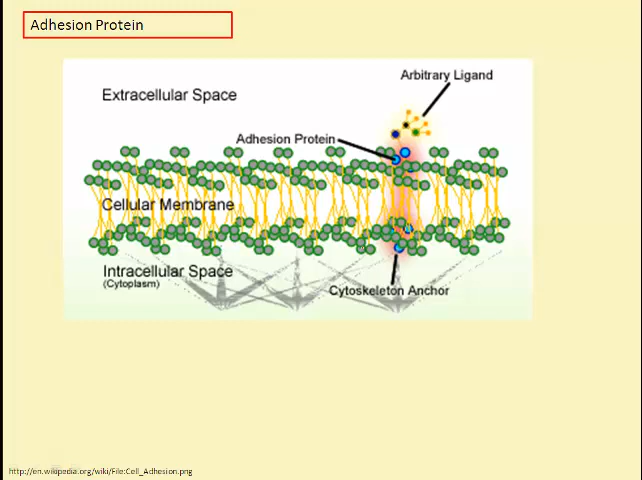 Adhesion Protein
Arbitrary Ligand
Extracellular Space
Adhesion Protein
Cellular Membrane
Intracellular Space
(Cytoplasm)
Cytoskeleton Anchor
http://en.wikipedia.org/wiki/File:Cell_Adhesion.png